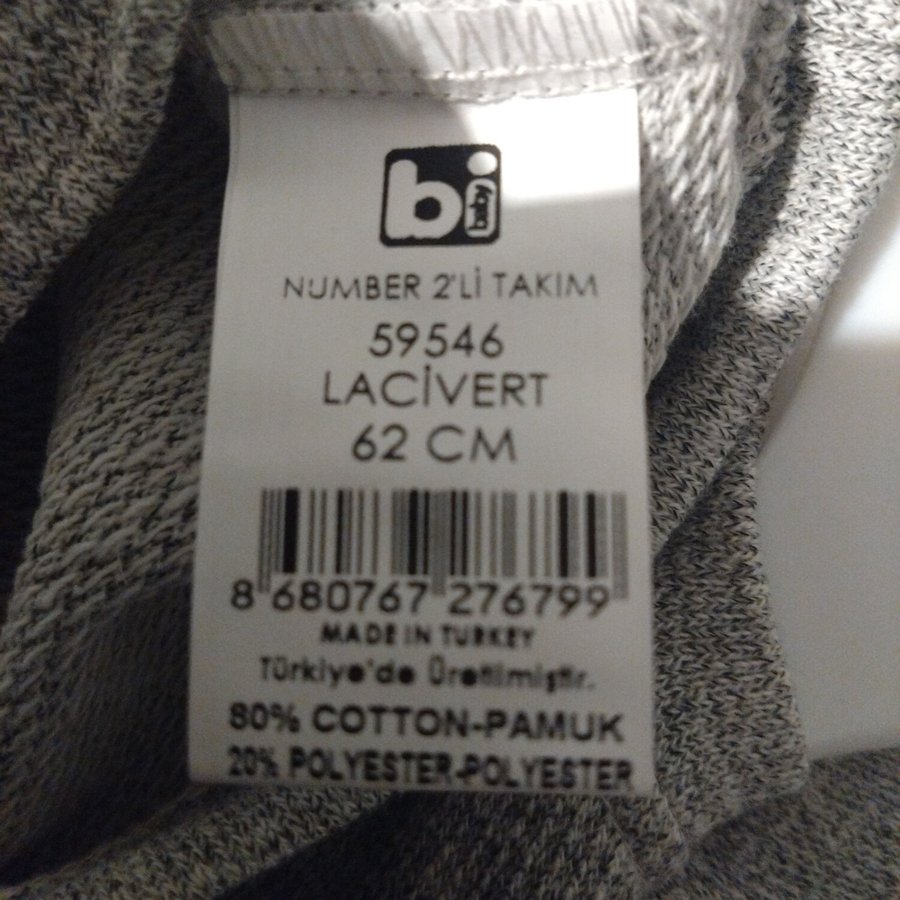 bi
baby
NUMBER 2'Lİ TAKIM
59546
LACİVERT
62 CM
8 680767 276799
MADE IN TURKEY
Türkiye'de Üretilmiştir.
80% COTTON-PAMUK
20% POLYESTER-POLYESTER